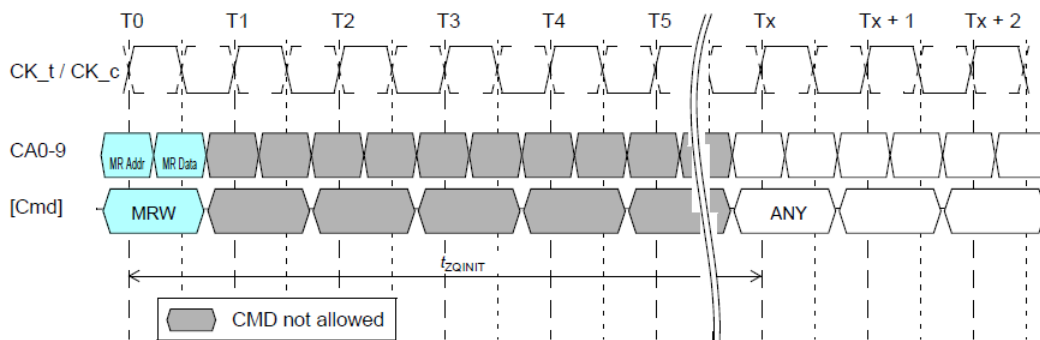 T0 T1 T2 T3 T4 T5 Tx Tx + 1 Tx + 2
CK_t / CK_c
CA0-9 MR Addr MR Data
[Cmd] MRW ANY
tZQINIT
CMD not allowed